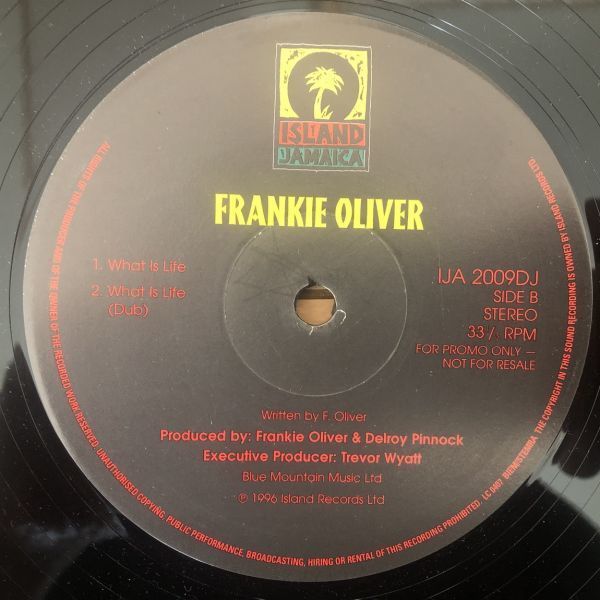 ISLAND
JAMAICA
FRANKIE OLIVER
1. What Is Life
2. What Is Life
(Dub)
IJA 2009DJ
SIDE B
STEREO
33⅓ RPM
FOR PROMO ONLY —
NOT FOR RESALE
Written by F. Oliver
Produced by: Frankie Oliver & Delroy Pinnock
Executive Producer: Trevor Wyatt
Blue Mountain Music Ltd
℗ 1996 Island Records Ltd
ALL RIGHTS OF THE PRODUCER AND OF THE OWNER OF THE RECORDED WORK RESERVED. UNAUTHORISED COPYING, PUBLIC PERFORMANCE, BROADCASTING, HIRING OR RENTAL OF THIS RECORDING PROHIBITED. LC 0407 BIEM/STEMRA THE COPYRIGHT IN THIS SOUND RECORDING IS OWNED BY ISLAND RECORDS LTD.